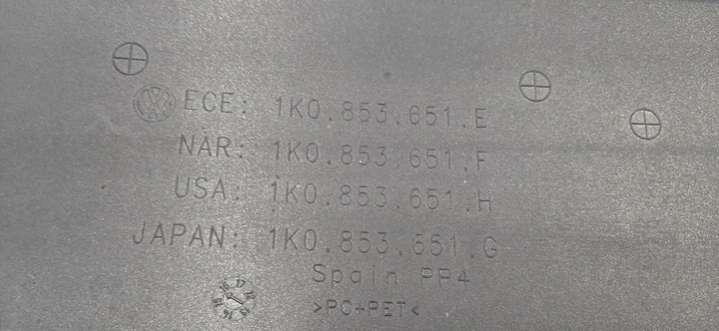 ECE: 1K0.853.651.E
NAR: 1K0.853.651.F
USA: 1K0.853.651.H
JAPAN: 1K0.853.651.G
Spain PP4
>PC+PET<